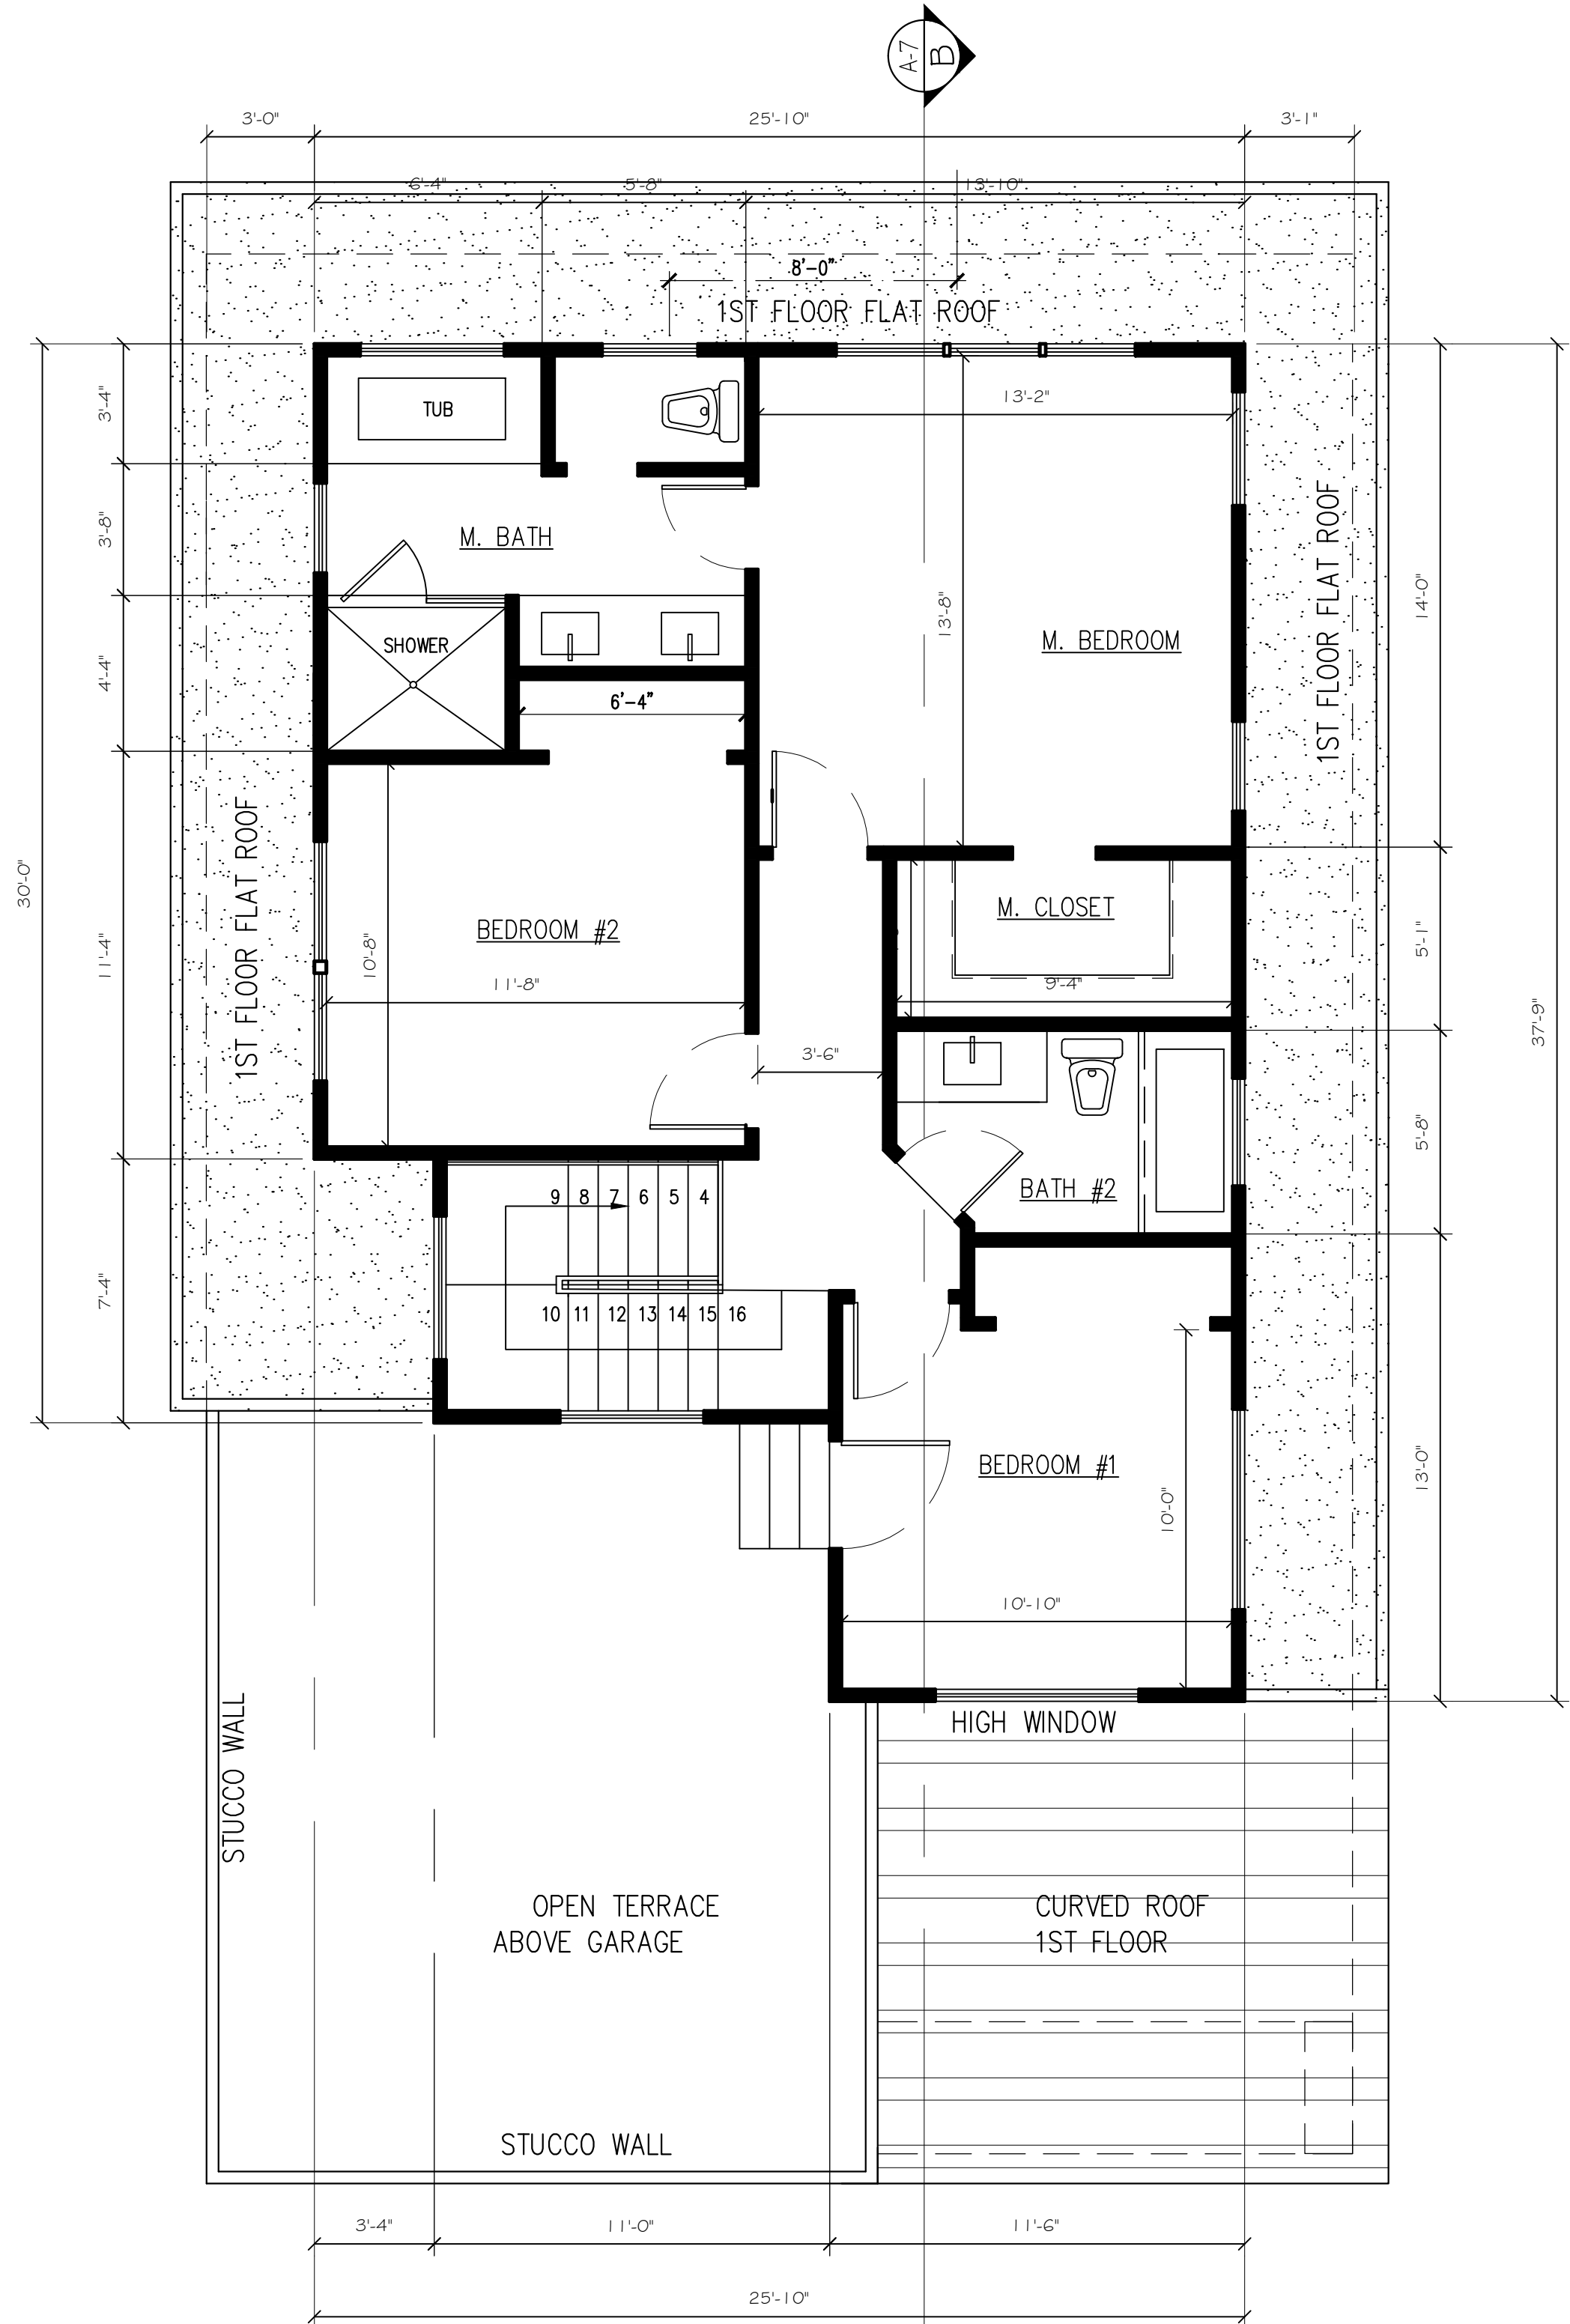 A-7
B
3'-0"
25'-10"
3'-1"
6'-4"
5'-8"
13'-10"
8'-0"
1ST FLOOR FLAT ROOF
TUB
13'-2"
3'-4"
3'-8"
M. BATH
1ST FLOOR FLAT ROOF
13'-8"
14'-0"
M. BEDROOM
SHOWER
4'-4"
6'-4"
30'-0"
1ST FLOOR FLAT ROOF
11'-4"
BEDROOM #2
10'-8"
11'-8"
M. CLOSET
9'-4"
5'-1"
37'-9"
3'-6"
5'-8"
BATH #2
9 8 7 6 5 4
7'-4"
10 11 12 13 14 15 16
BEDROOM #1
10'-0"
13'-0"
10'-10"
HIGH WINDOW
STUCCO WALL
OPEN TERRACE
ABOVE GARAGE
CURVED ROOF
1ST FLOOR
STUCCO WALL
3'-4"
11'-0"
11'-6"
25'-10"